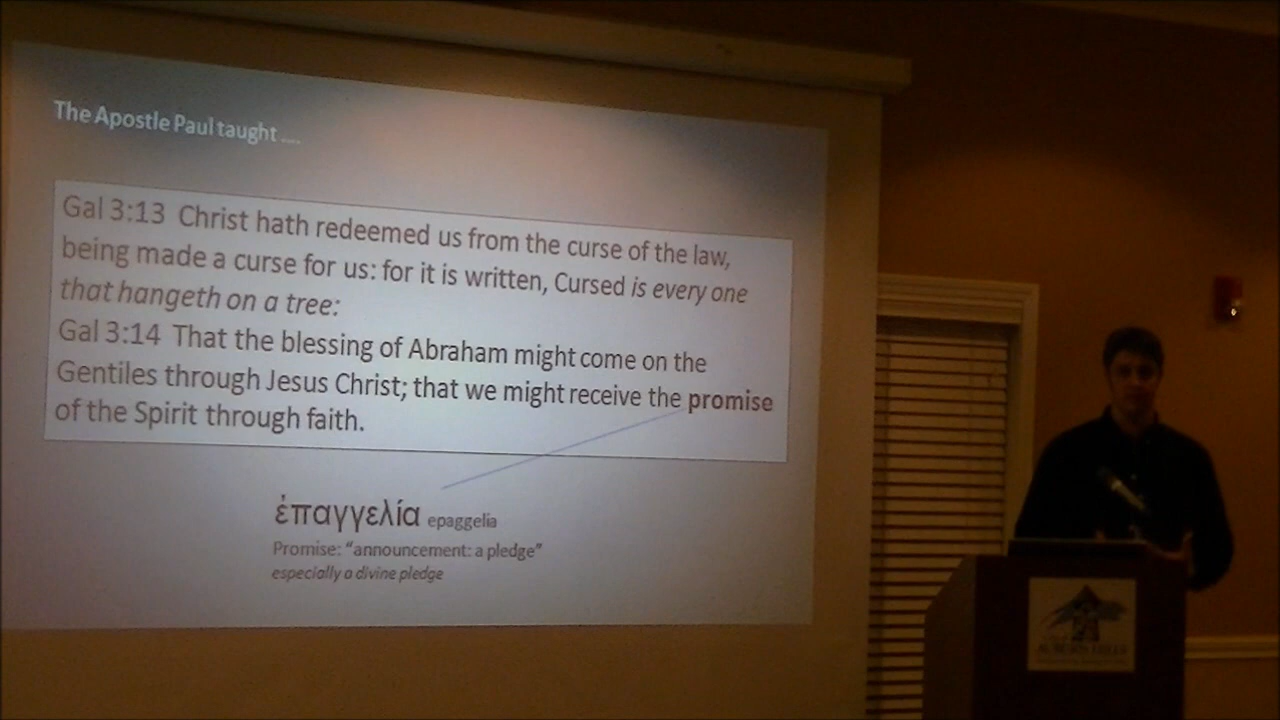 The Apostle Paul taught ....
Gal 3:13 Christ hath redeemed us from the curse of the law,
being made a curse for us: for it is written, Cursed is every one
that hangeth on a tree:
Gal 3:14 That the blessing of Abraham might come on the
Gentiles through Jesus Christ; that we might receive the promise
of the Spirit through faith.
ἐπαγγελία epaggelia
Promise: “announcement: a pledge”
especially a divine pledge